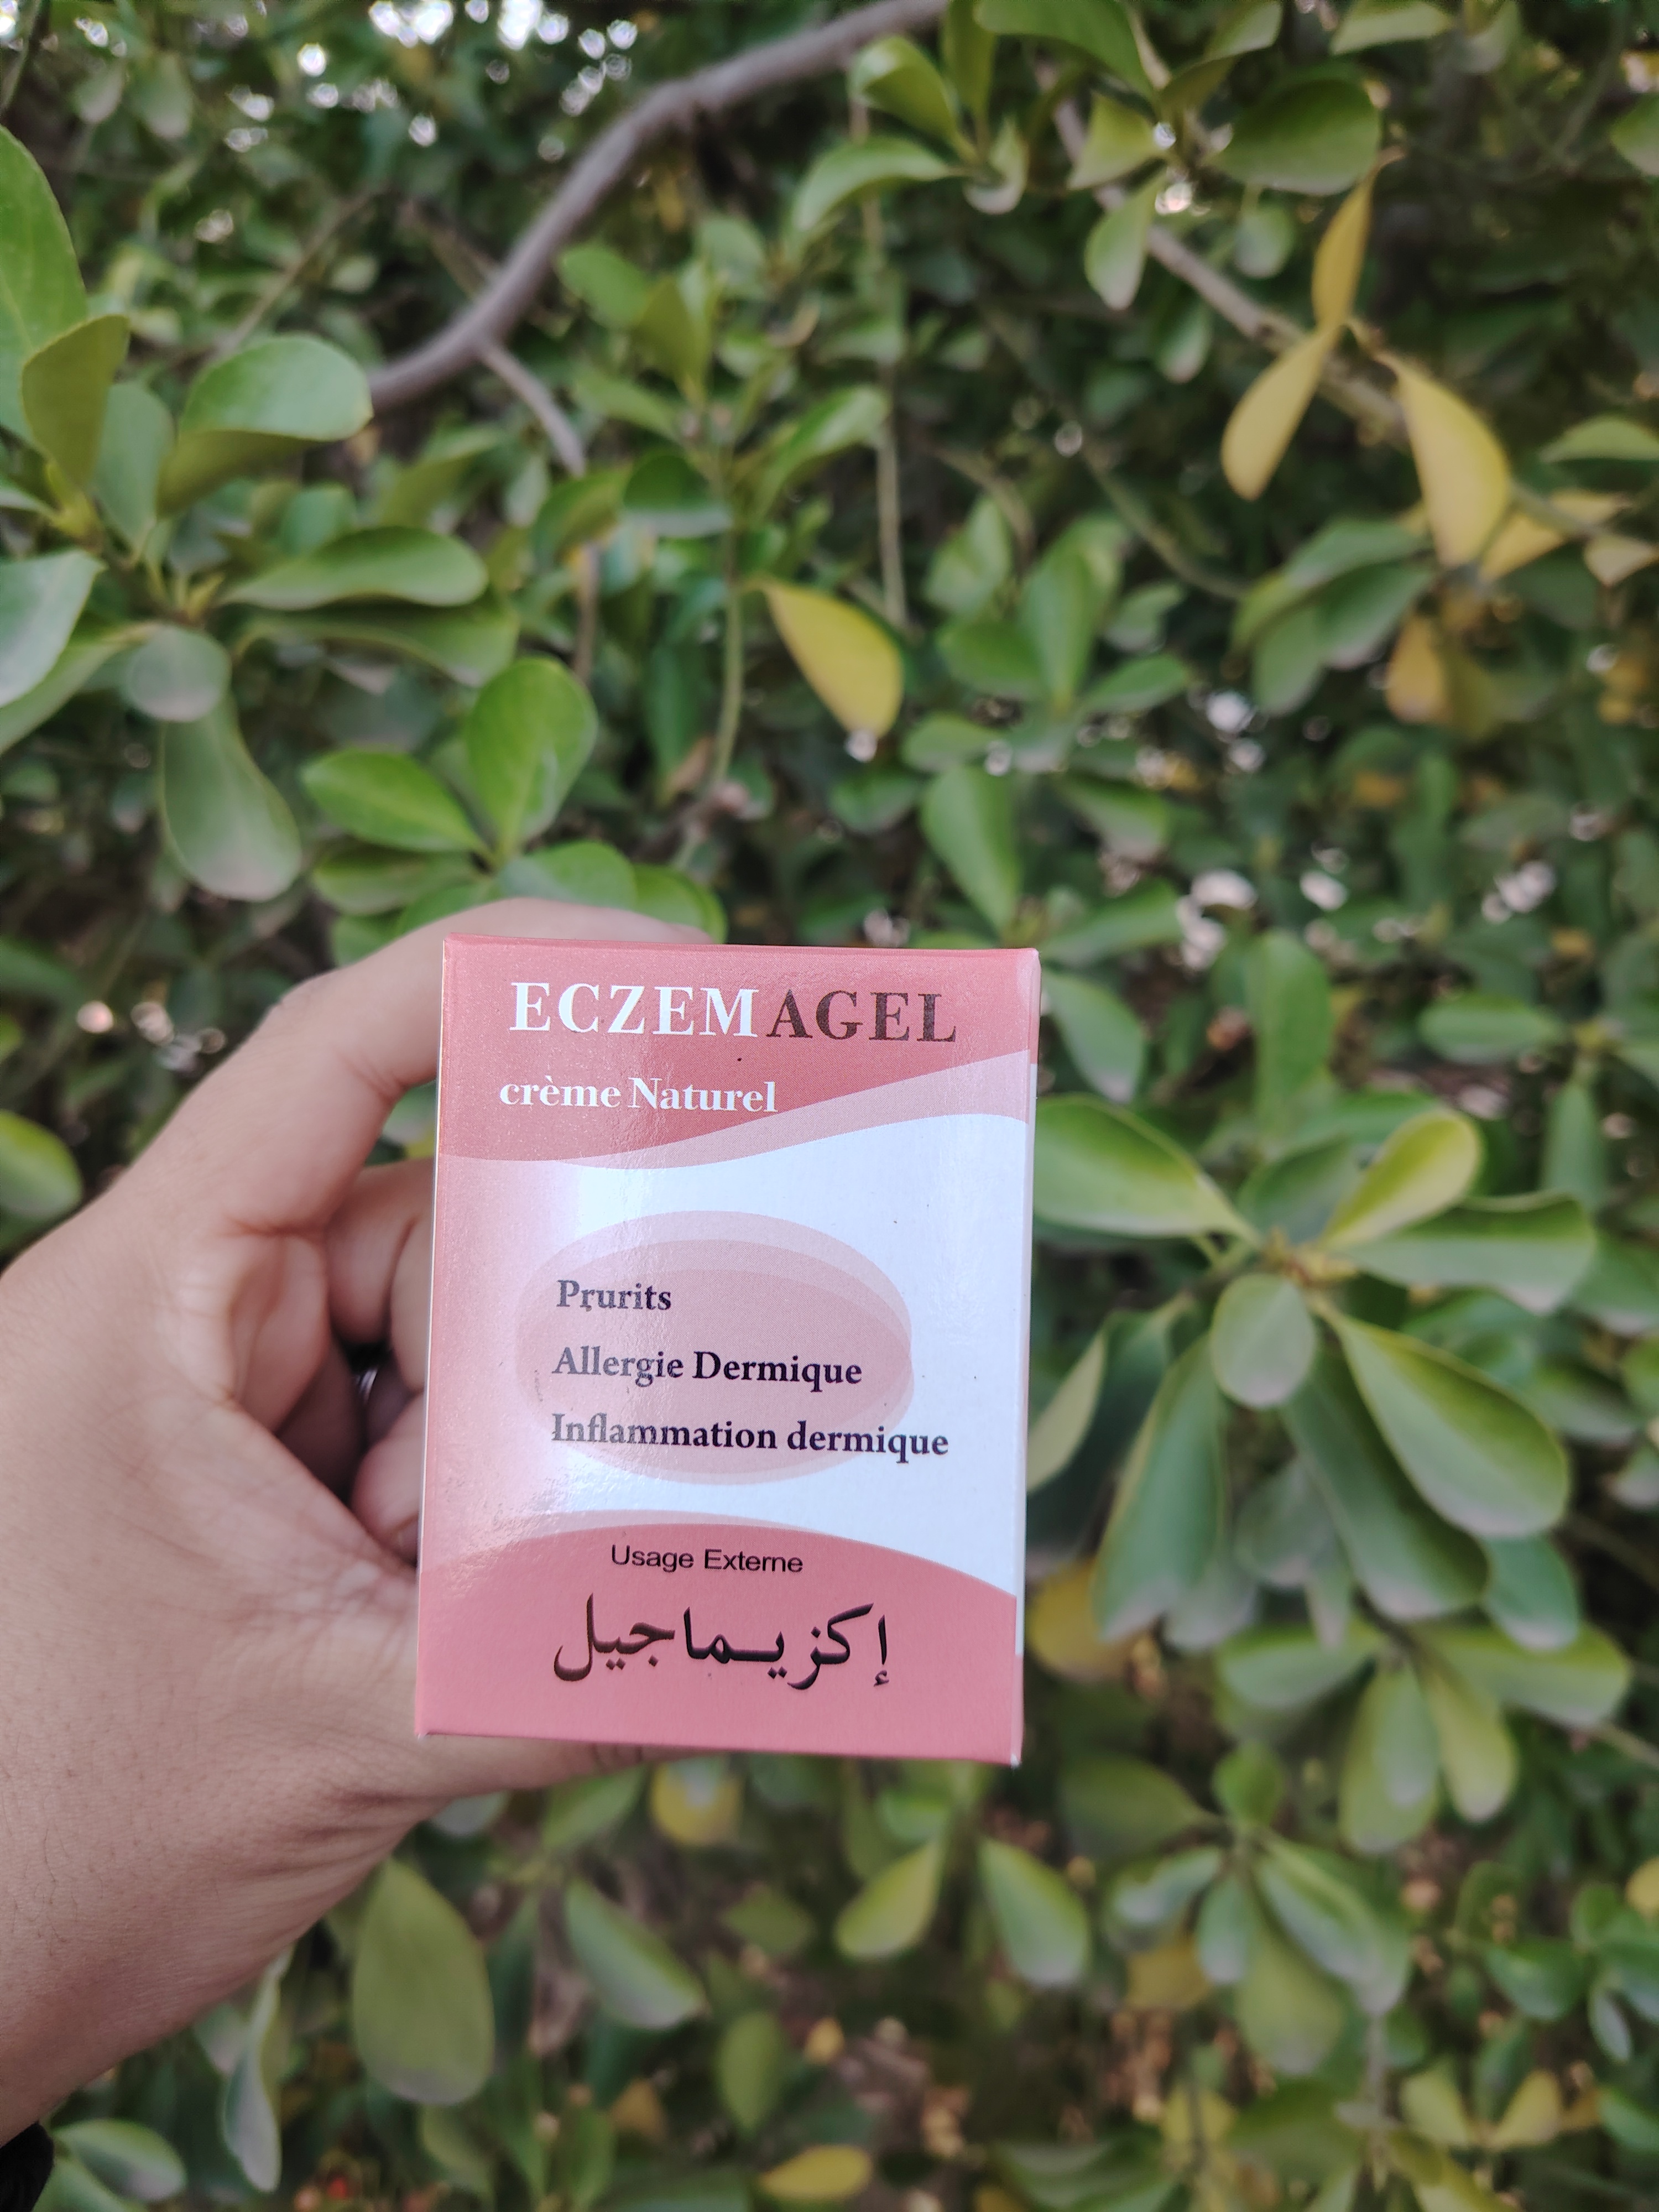 ECZEMAGEL
crème Naturel
Prurits
Allergie Dermique
Inflammation dermique
Usage Externe
إكزيماجيل